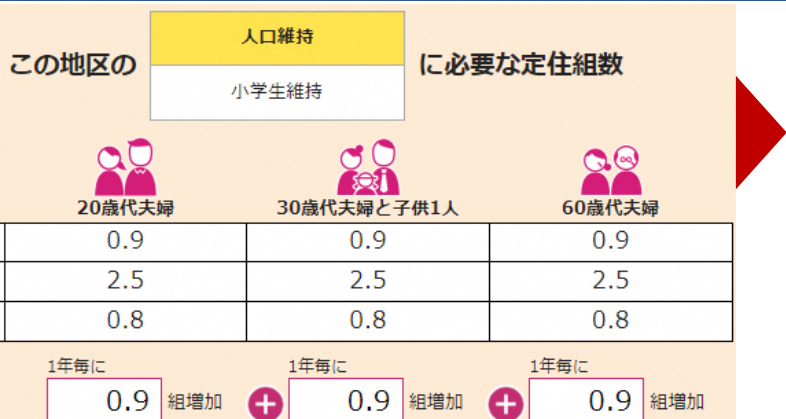 人口維持
この地区の
に必要な定住組数
小学生維持
20歳代夫婦 30歳代夫婦と子供1人 60歳代夫婦
0.9 0.9 0.9
2.5 2.5 2.5
0.8 0.8 0.8
1年毎に 1年毎に 1年毎に
0.9 組増加 + 0.9 組増加 + 0.9 組増加